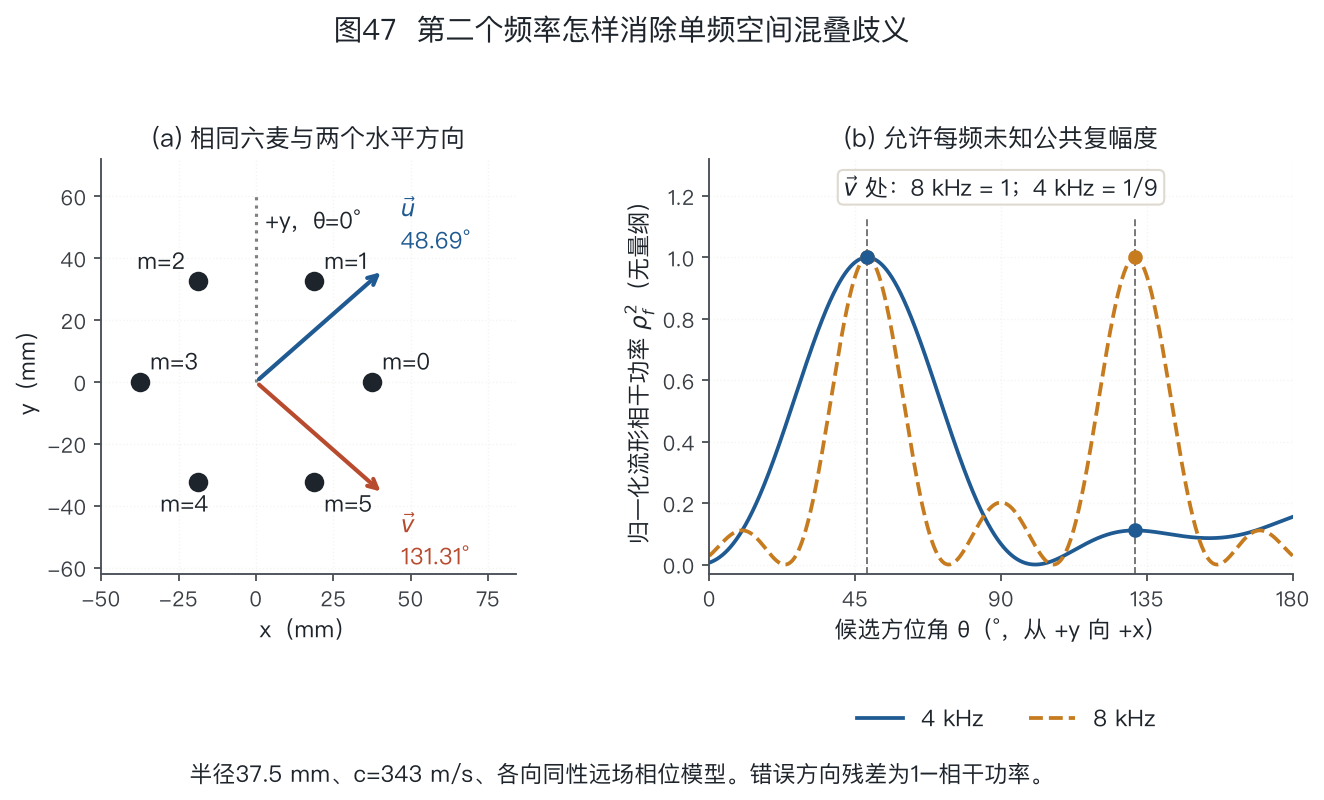 图47 第二个频率怎样消除单频空间混叠歧义
(a) 相同六麦与两个水平方向
y (mm)
60
40
20
0
−20
−40
−60
+y，θ=0°
u⃗
48.69°
m=2
m=1
m=3
m=0
m=4
m=5
v⃗
131.31°
−50
−25
0
25
50
75
x (mm)
(b) 允许每频未知公共复幅度
归一化流形相干功率 ρ_f^2 (无量纲)
v⃗ 处：8 kHz = 1；4 kHz = 1/9
1.2
1.0
0.8
0.6
0.4
0.2
0.0
0
45
90
135
180
候选方位角 θ (°，从 +y 向 +x)
4 kHz
8 kHz
半径37.5 mm、c=343 m/s、各向同性远场相位模型。错误方向残差为1−相干功率。